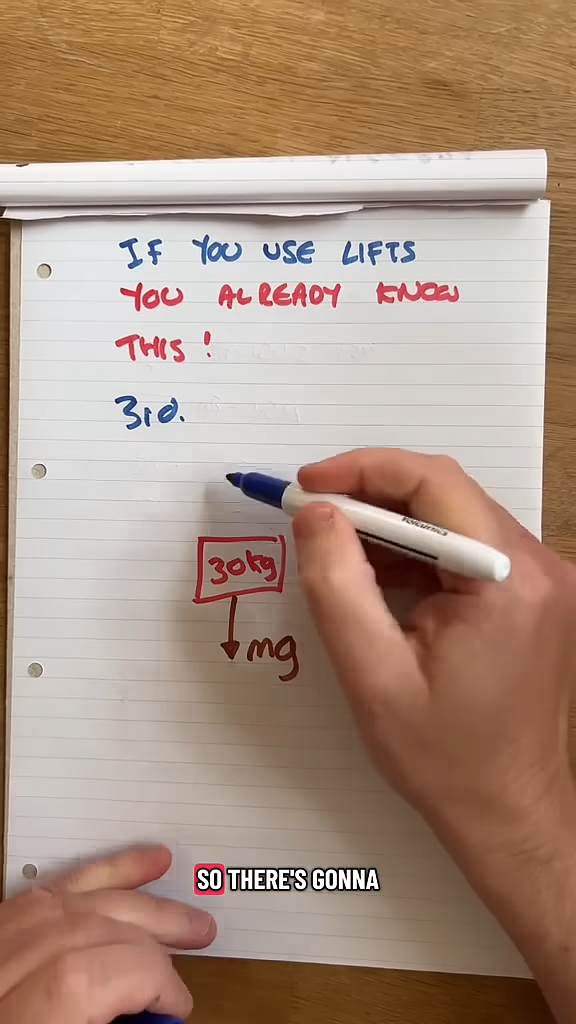 IF YOU USE LIFTS
YOU ALREADY KNOW
THIS!
3rd.
30kg
mg
SO THERE'S GONNA